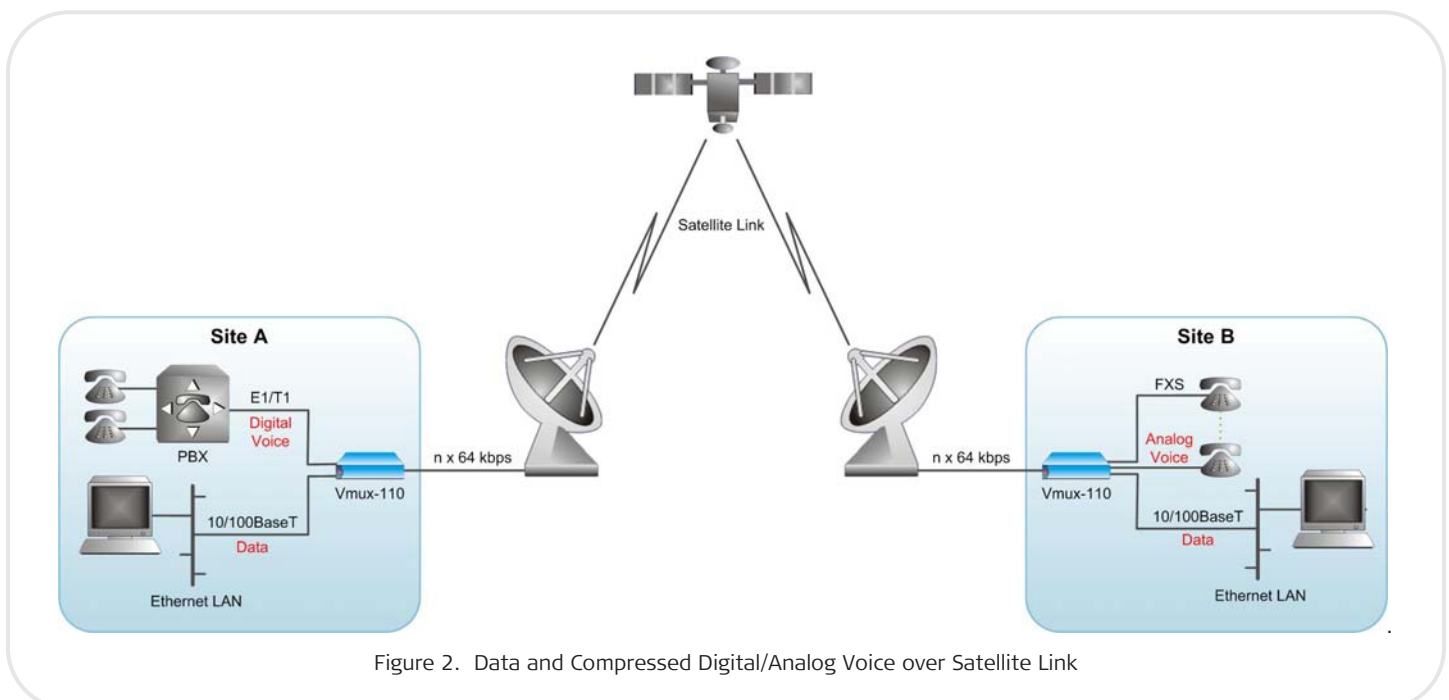 Satellite Link
Site A
E1/T1
Digital
Voice
PBX
Vmux-110
n x 64 kbps
10/100BaseT
Data
Ethernet LAN
Site B
FXS
Analog
Voice
n x 64 kbps
Vmux-110
10/100BaseT
Data
Ethernet LAN
.
Figure 2. Data and Compressed Digital/Analog Voice over Satellite Link